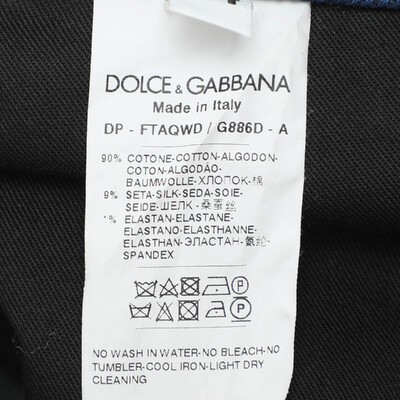 DOLCE & GABBANA
Made in Italy
DP - FTAQWD / G886D - A
90% COTONE-COTTON-ALGODON-
COTON-ALGODÃO-
BAUMWOLLE-ХЛОПОК-棉
9% SETA-SILK-SEDA-SOIE-
SEIDE-ШЕЛК-桑蚕丝
1% ELASTAN-ELASTANE-
ELASTANO-ELASTHANNE-
ELASTHAN-ЭЛАСТАН-氨纶-
SPANDEX
P
P
NO WASH IN WATER-NO BLEACH-NO
TUMBLER-COOL IRON-LIGHT DRY
CLEANING